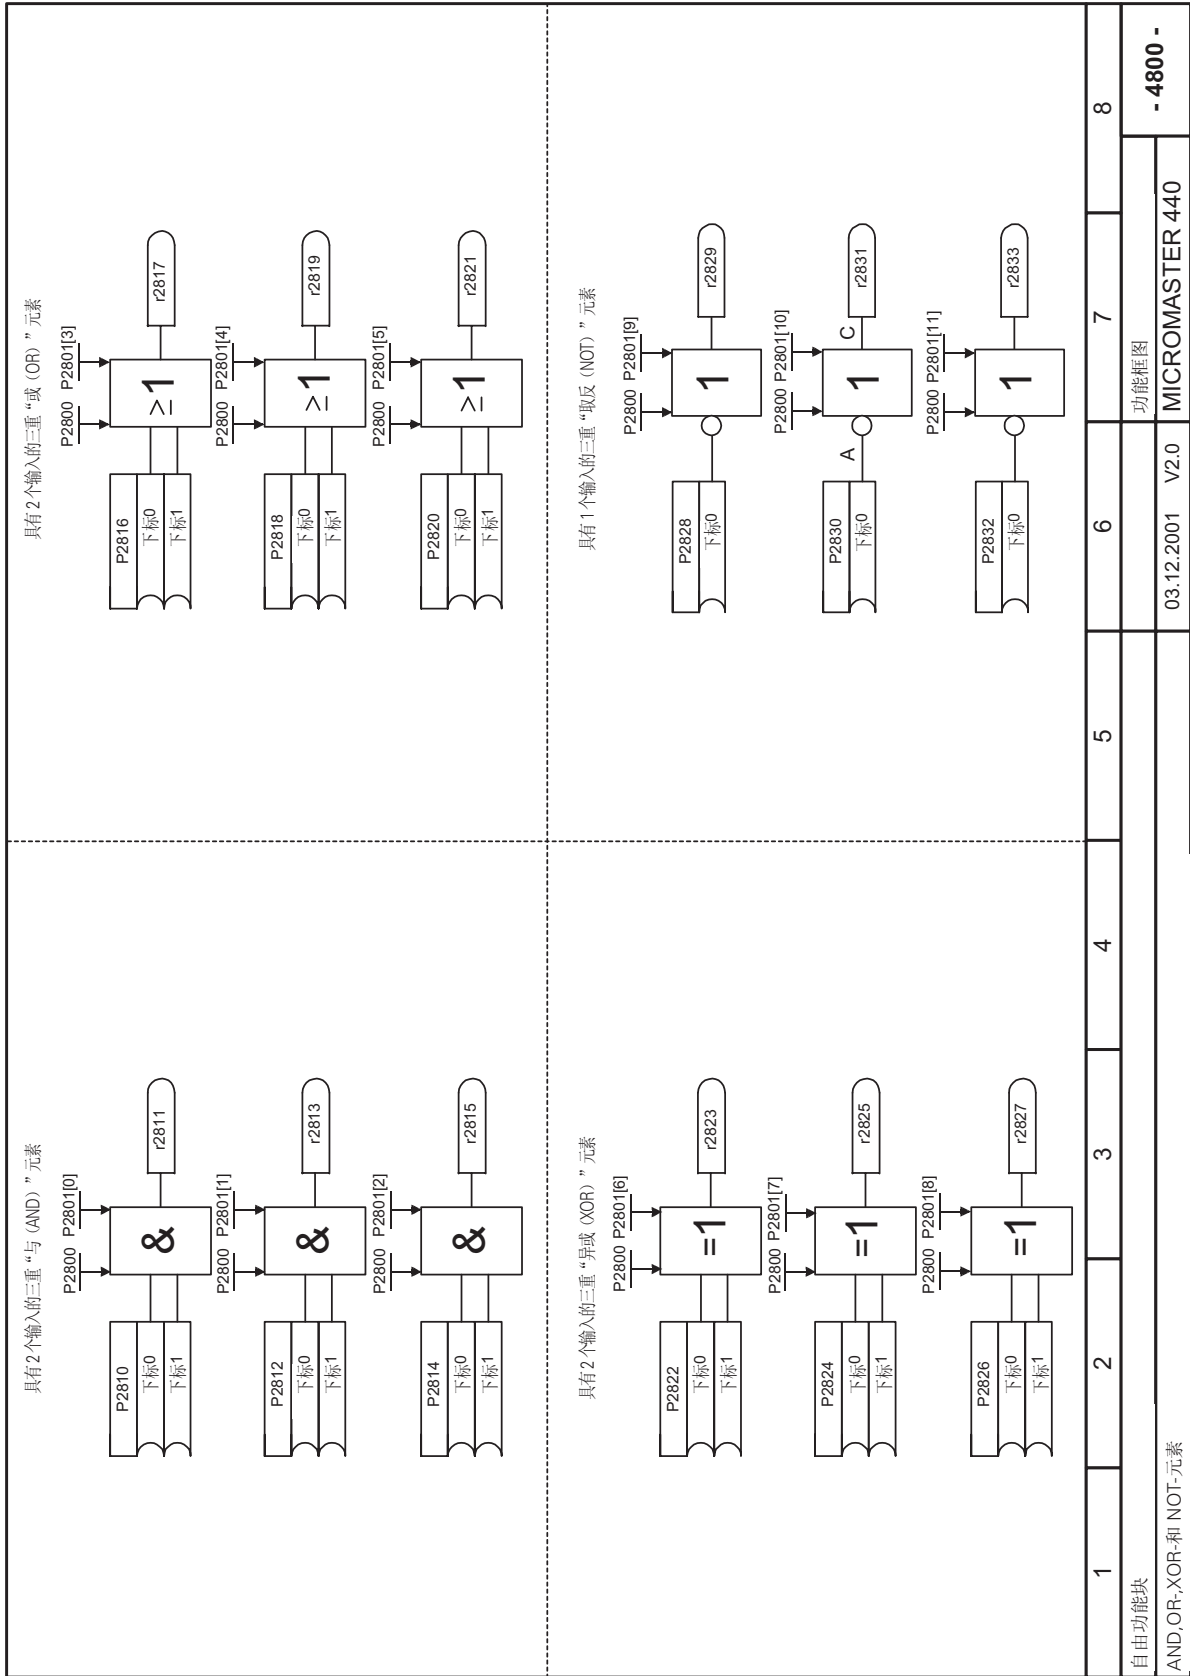 具有2个输入的三重“与（AND）”元素
P2800 P2801[0]
P2810
下标0
下标1
&
r2811
P2800 P2801[1]
P2812
下标0
下标1
&
r2813
P2800 P2801[2]
P2814
下标0
下标1
&
r2815
具有2个输入的三重“或（OR）”元素
P2800 P2801[3]
P2816
下标0
下标1
≥1
r2817
P2800 P2801[4]
P2818
下标0
下标1
≥1
r2819
P2800 P2801[5]
P2820
下标0
下标1
≥1
r2821
具有2个输入的三重“异或（XOR）”元素
P2800 P2801[6]
P2822
下标0
下标1
=1
r2823
P2800 P2801[7]
P2824
下标0
下标1
=1
r2825
P2800 P2801[8]
P2826
下标0
下标1
=1
r2827
具有1个输入的三重“取反（NOT）”元素
P2800 P2801[9]
P2828
下标0
1
r2829
P2800 P2801[10]
P2830
下标0
A
1
C
r2831
P2800 P2801[11]
P2832
下标0
1
r2833
1 2 3 4 5 6 7 8
自由功能块
功能框图
- 4800 -
AND,OR-,XOR-和 NOT-元素
03.12.2001 V2.0
MICROMASTER 440